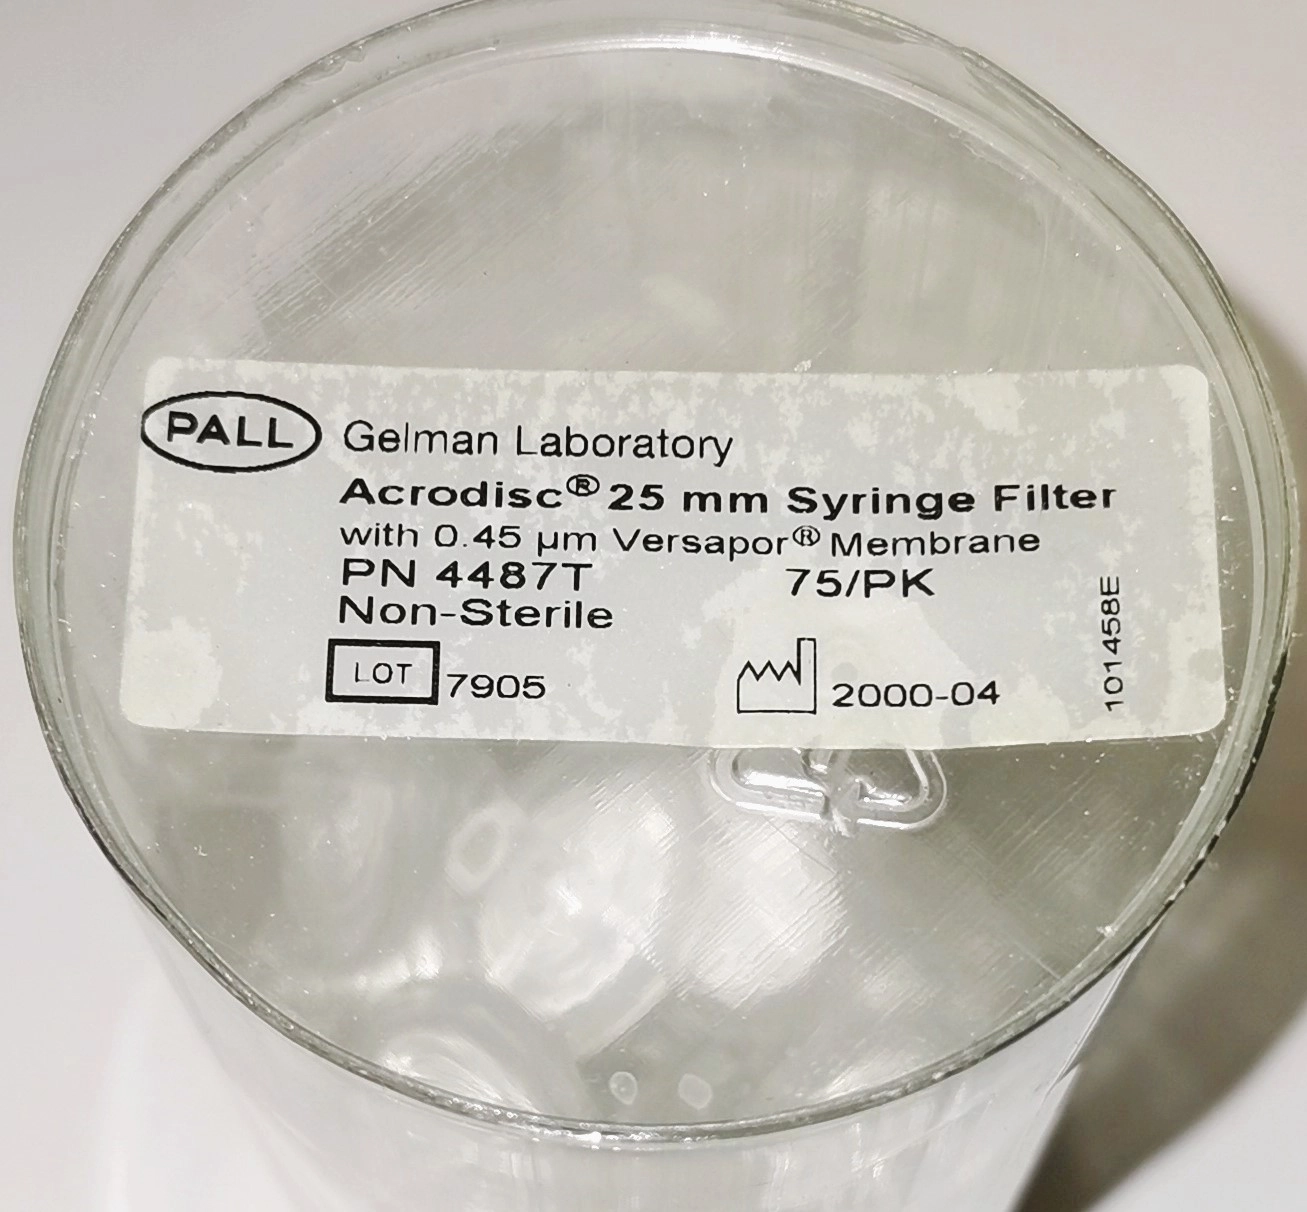 PALL Gelman Laboratory
Acrodisc® 25 mm Syringe Filter
with 0.45 µm Versapor® Membrane
PN 4487T 75/PK
Non-Sterile
LOT 7905 2000-04
101458E